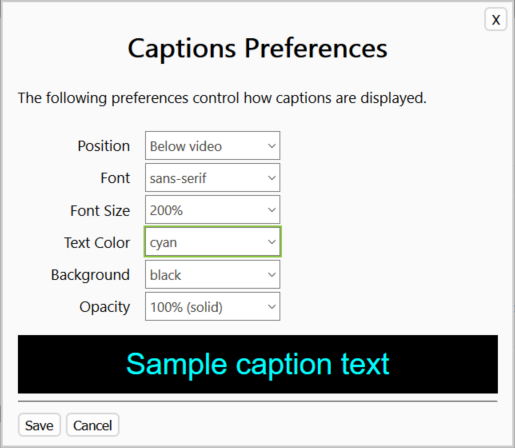 X
Captions Preferences
The following preferences control how captions are displayed.
Position Below video
Font sans-serif
Font Size 200%
Text Color cyan
Background black
Opacity 100% (solid)
Sample caption text
Save Cancel